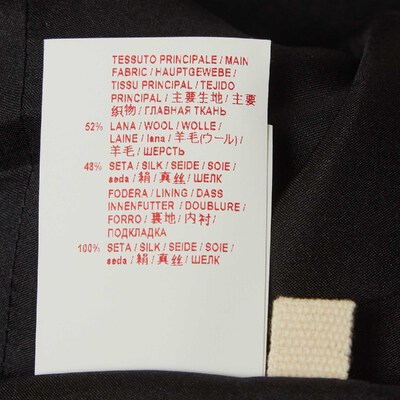 TESSUTO PRINCIPALE / MAIN
FABRIC / HAUPTGEWEBE /
TISSU PRINCIPAL / TEJIDO
PRINCIPAL / 主要生地 / 主要
织物 / ГЛАВНАЯ ТКАНЬ
52% LANA / WOOL / WOLLE /
LAINE / lana / 羊毛(ウール) /
羊毛 / ШЕРСТЬ
48% SETA / SILK / SEIDE / SOIE /
seda / 絹 / 真丝 / ШЕЛК
FODERA / LINING / DASS
INNENFUTTER / DOUBLURE /
FORRO / 裏地 / 内衬 /
ПОДКЛАДКА
100% SETA / SILK / SEIDE / SOIE /
seda / 絹 / 真丝 / ШЕЛК